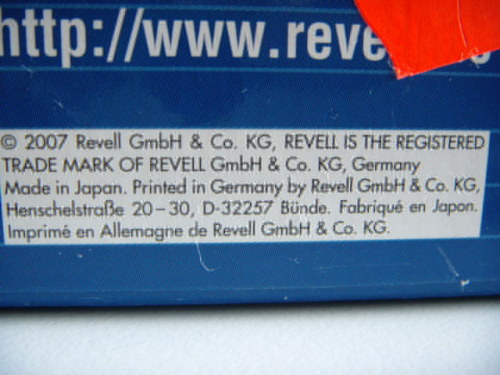 http://www.reve
© 2007 Revell GmbH & Co. KG, REVELL IS THE REGISTERED
TRADE MARK OF REVELL GmbH & Co. KG, Germany
Made in Japan. Printed in Germany by Revell GmbH & Co. KG,
Henschelstraße 20–30, D-32257 Bünde. Fabriqué en Japon.
Imprimé en Allemagne de Revell GmbH & Co. KG.